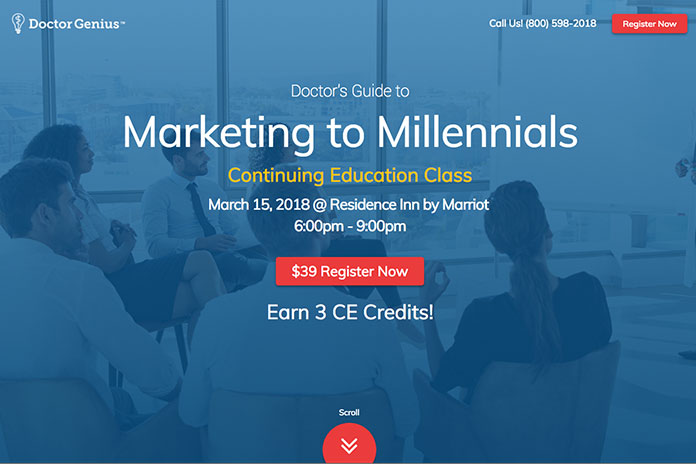 Doctor Genius™
Call Us! (800) 598-2018
Register Now
Doctor's Guide to
Marketing to Millennials
Continuing Education Class
March 15, 2018 @ Residence Inn by Marriot
6:00pm - 9:00pm
$39 Register Now
Earn 3 CE Credits!
Scroll